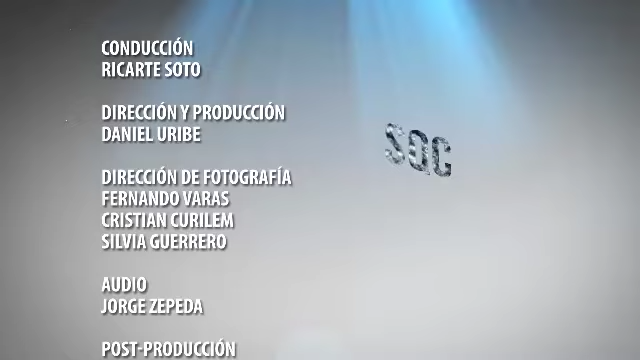 CONDUCCIÓN
RICARTE SOTO
DIRECCIÓN Y PRODUCCIÓN
DANIEL URIBE
SQC
DIRECCIÓN DE FOTOGRAFÍA
FERNANDO VARAS
CRISTIAN CURILEM
SILVIA GUERRERO
AUDIO
JORGE ZEPEDA
POST-PRODUCCIÓN